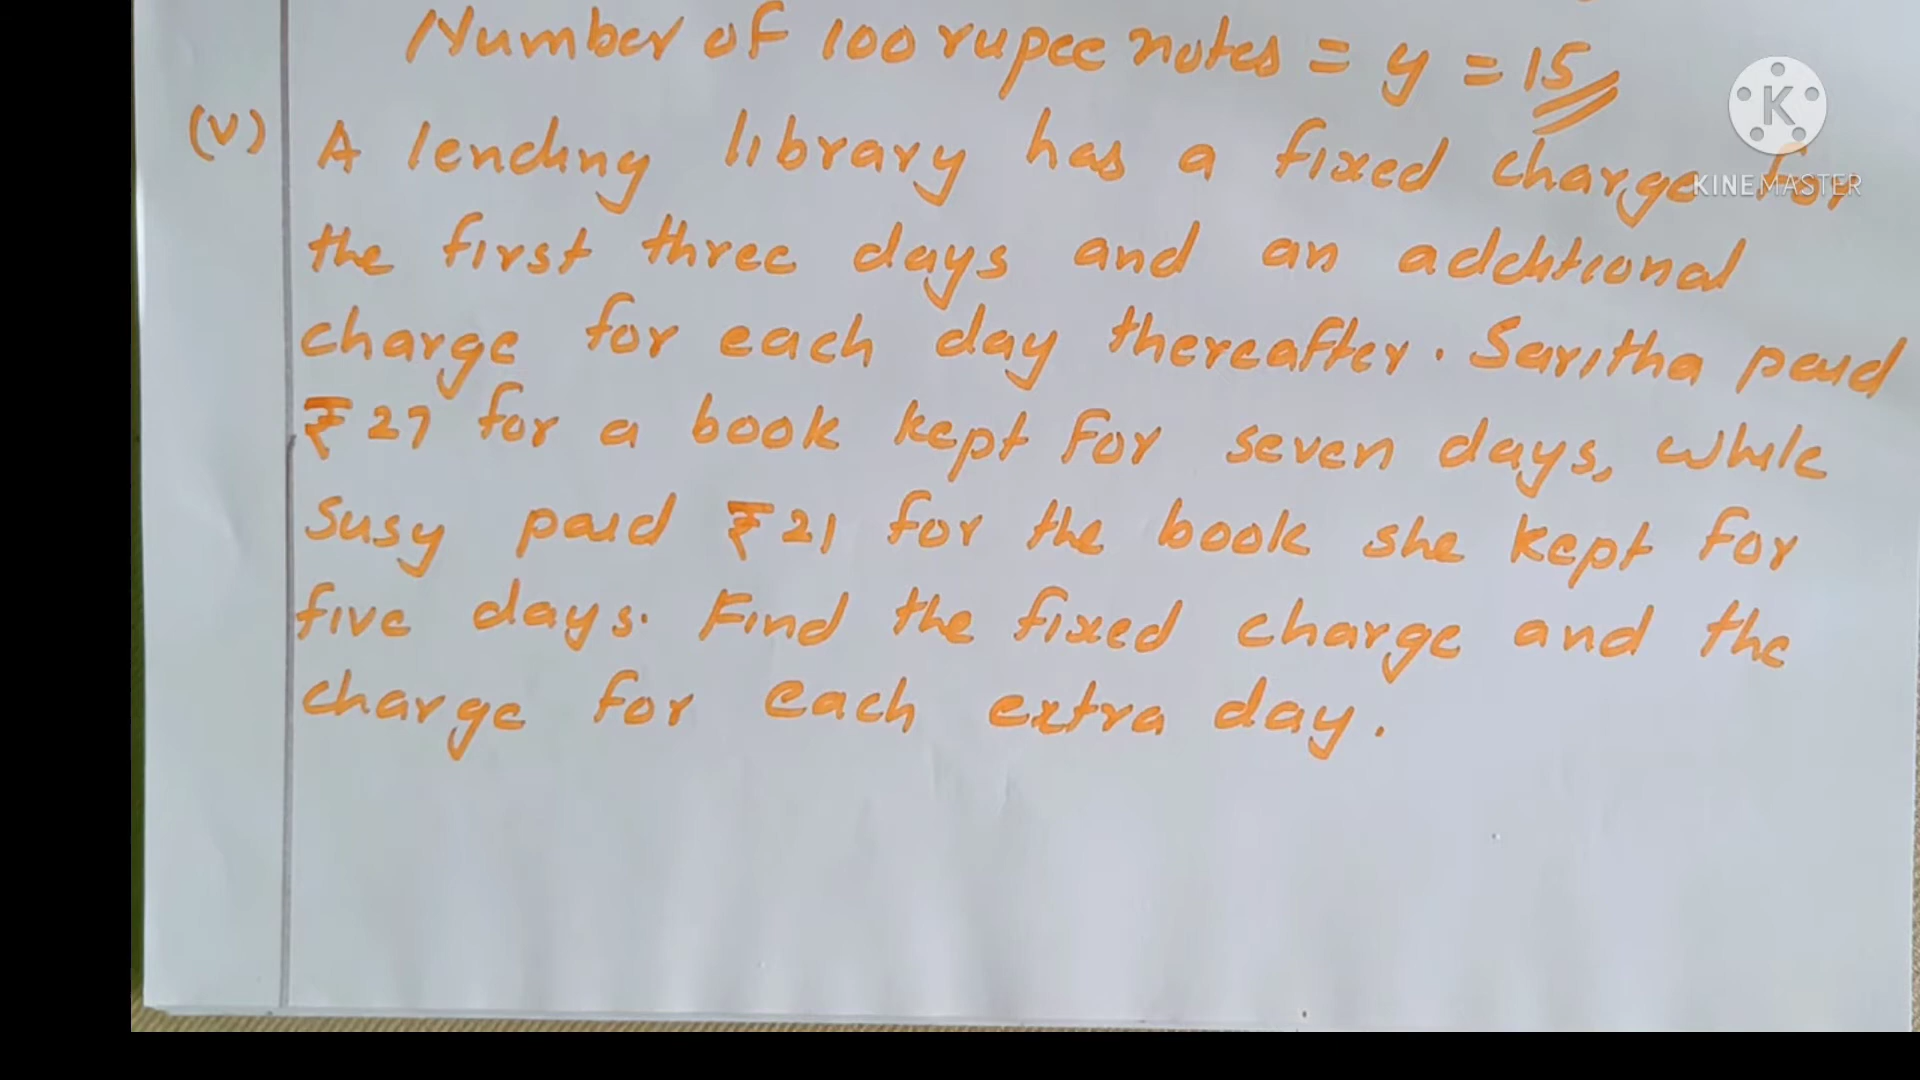 Number of 100 rupee notes = y = 15
(v) A lending library has a fixed charge for
the first three days and an additional
charge for each day thereafter. Saritha paid
₹27 for a book kept for seven days, while
Susy paid ₹21 for the book she kept for
five days. Find the fixed charge and the
charge for each extra day.
K
KINEMASTER